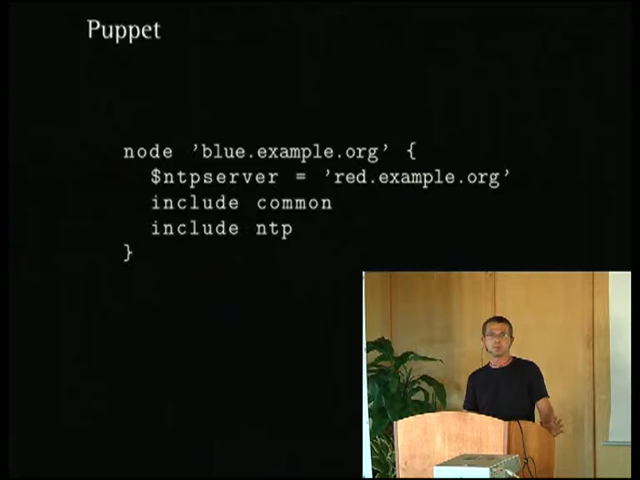 Puppet
node 'blue.example.org' {
$ntpserver = 'red.example.org'
include common
include ntp
}